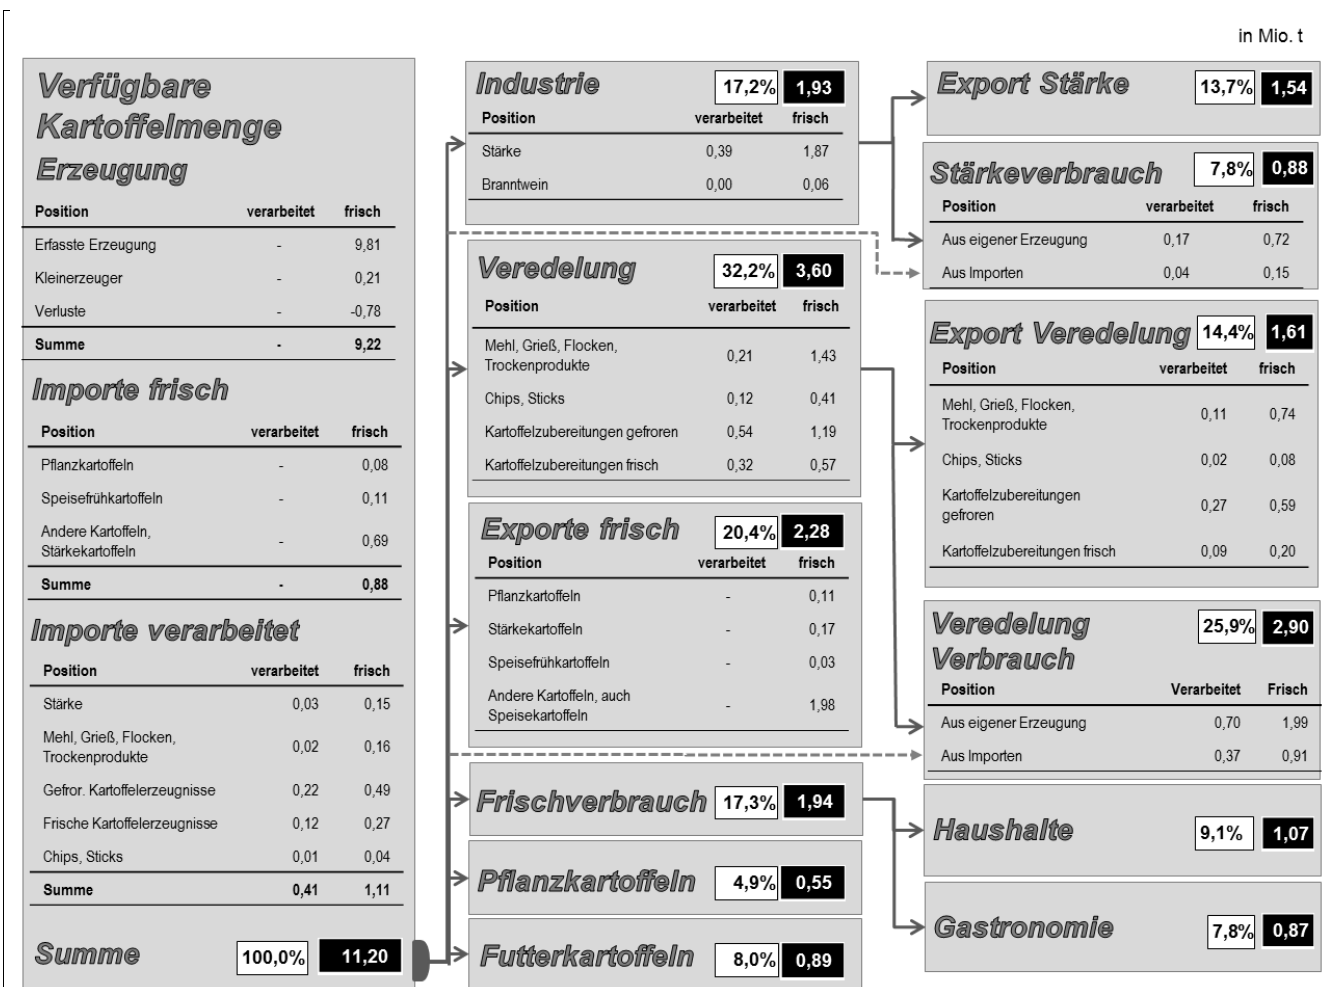 in Mio. t
Verfügbare
Kartoffelmenge
Erzeugung
Position verarbeitet frisch
Erfasste Erzeugung - 9,81
Kleinerzeuger - 0,21
Verluste - -0,78
Summe - 9,22
Importe frisch
Position verarbeitet frisch
Pflanzkartoffeln - 0,08
Speisefrühkartoffeln - 0,11
Andere Kartoffeln,
Stärkekartoffeln - 0,69
Summe - 0,88
Importe verarbeitet
Position verarbeitet frisch
Stärke 0,03 0,15
Mehl, Grieß, Flocken,
Trockenprodukte 0,02 0,16
Gefror. Kartoffelerzeugnisse 0,22 0,49
Frische Kartoffelerzeugnisse 0,12 0,27
Chips, Sticks 0,01 0,04
Summe 0,41 1,11
Summe 100,0% 11,20
Industrie 17,2% 1,93
Position verarbeitet frisch
Stärke 0,39 1,87
Branntwein 0,00 0,06
Veredelung 32,2% 3,60
Position verarbeitet frisch
Mehl, Grieß, Flocken,
Trockenprodukte 0,21 1,43
Chips, Sticks 0,12 0,41
Kartoffelzubereitungen gefroren 0,54 1,19
Kartoffelzubereitungen frisch 0,32 0,57
Exporte frisch 20,4% 2,28
Position verarbeitet frisch
Pflanzkartoffeln - 0,11
Stärkekartoffeln - 0,17
Speisefrühkartoffeln - 0,03
Andere Kartoffeln, auch
Speisekartoffeln - 1,98
Frischverbrauch 17,3% 1,94
Pflanzkartoffeln 4,9% 0,55
Futterkartoffeln 8,0% 0,89
Export Stärke 13,7% 1,54
Stärkeverbrauch 7,8% 0,88
Position verarbeitet frisch
Aus eigener Erzeugung 0,17 0,72
Aus Importen 0,04 0,15
Export Veredelung 14,4% 1,61
Position verarbeitet frisch
Mehl, Grieß, Flocken,
Trockenprodukte 0,11 0,74
Chips, Sticks 0,02 0,08
Kartoffelzubereitungen
gefroren 0,27 0,59
Kartoffelzubereitungen frisch 0,09 0,20
Veredelung
Verbrauch 25,9% 2,90
Position Verarbeitet Frisch
Aus eigener Erzeugung 0,70 1,99
Aus Importen 0,37 0,91
Haushalte 9,1% 1,07
Gastronomie 7,8% 0,87